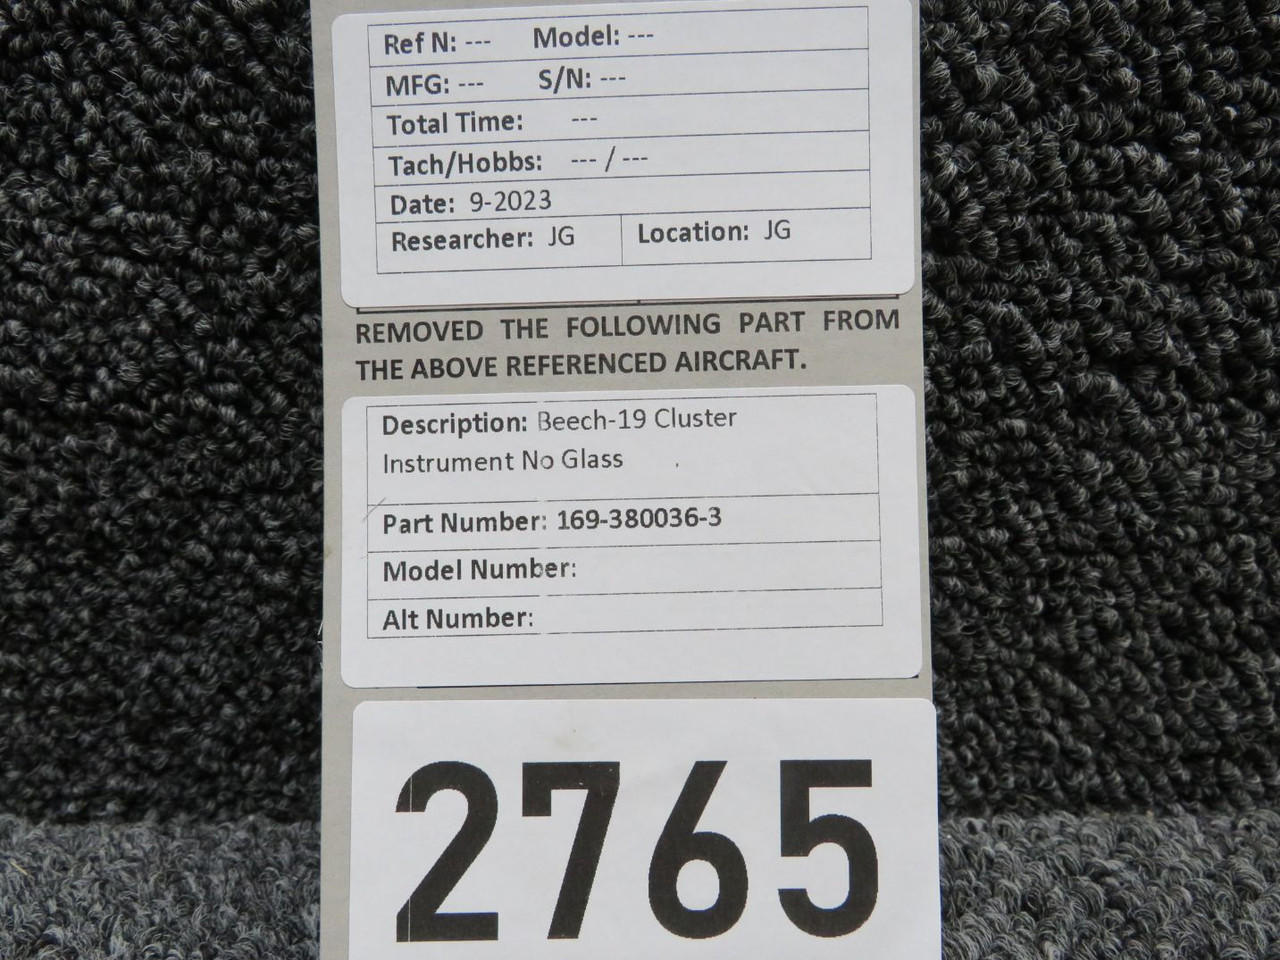 Ref N: --- Model: ---
MFG: --- S/N: ---
Total Time: ---
Tach/Hobbs: --- / ---
Date: 9-2023
Researcher: JG Location: JG
REMOVED THE FOLLOWING PART FROM
THE ABOVE REFERENCED AIRCRAFT.
Description: Beech-19 Cluster
Instrument No Glass
Part Number: 169-380036-3
Model Number:
Alt Number:
2765